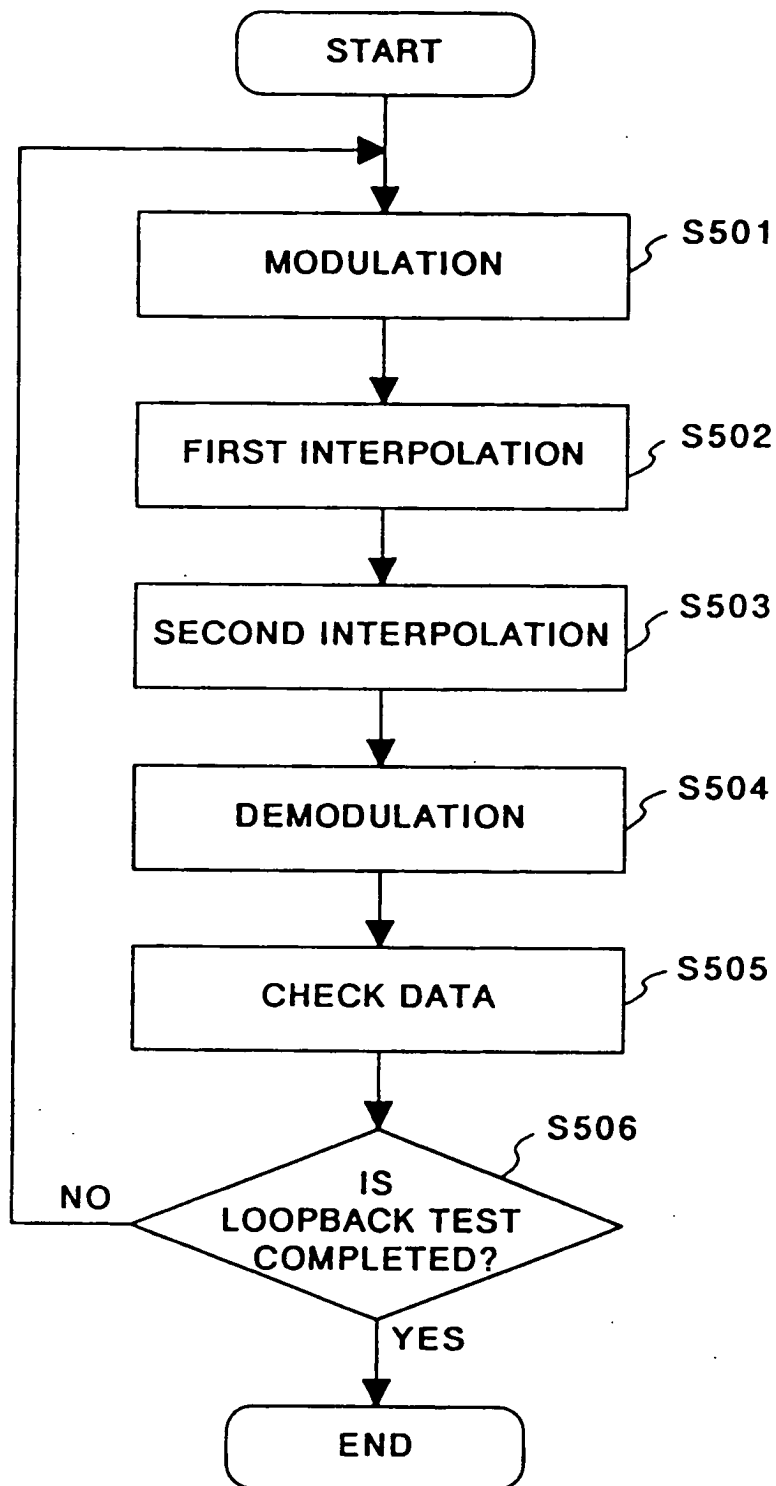 START
MODULATION
S501
FIRST INTERPOLATION
S502
SECOND INTERPOLATION
S503
DEMODULATION
S504
CHECK DATA
S505
S506
IS
LOOPBACK TEST
COMPLETED?
NO
YES
END